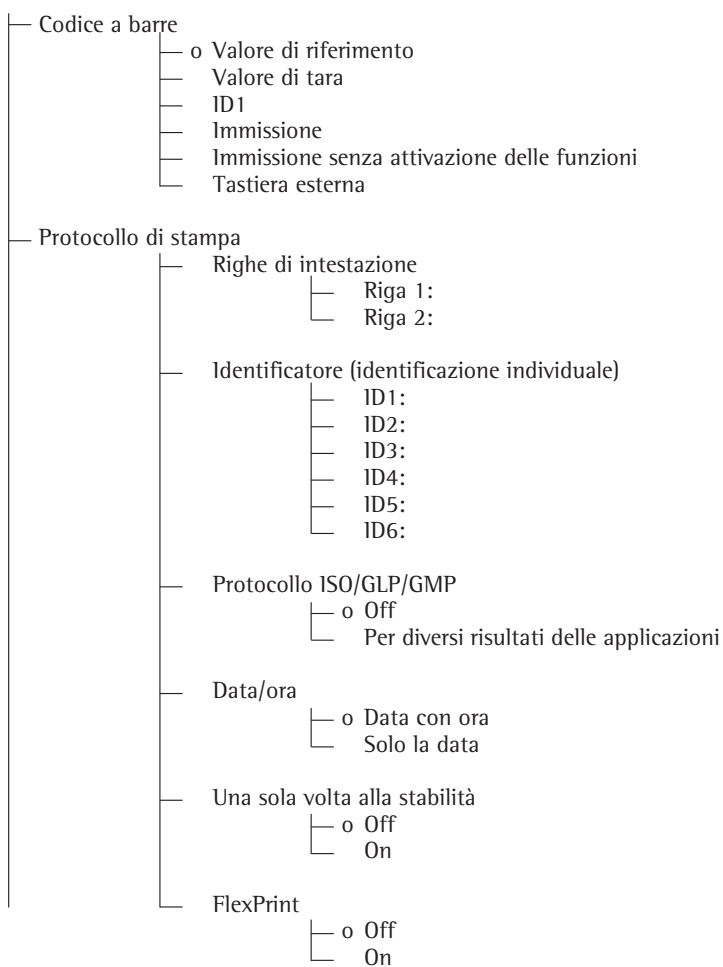 Codice a barre
o Valore di riferimento
Valore di tara
ID1
Immissione
Immissione senza attivazione delle funzioni
Tastiera esterna
Protocollo di stampa
Righe di intestazione
Riga 1:
Riga 2:
Identificatore (identificazione individuale)
ID1:
ID2:
ID3:
ID4:
ID5:
ID6:
Protocollo ISO/GLP/GMP
o Off
Per diversi risultati delle applicazioni
Data/ora
o Data con ora
Solo la data
Una sola volta alla stabilità
o Off
On
FlexPrint
o Off
On